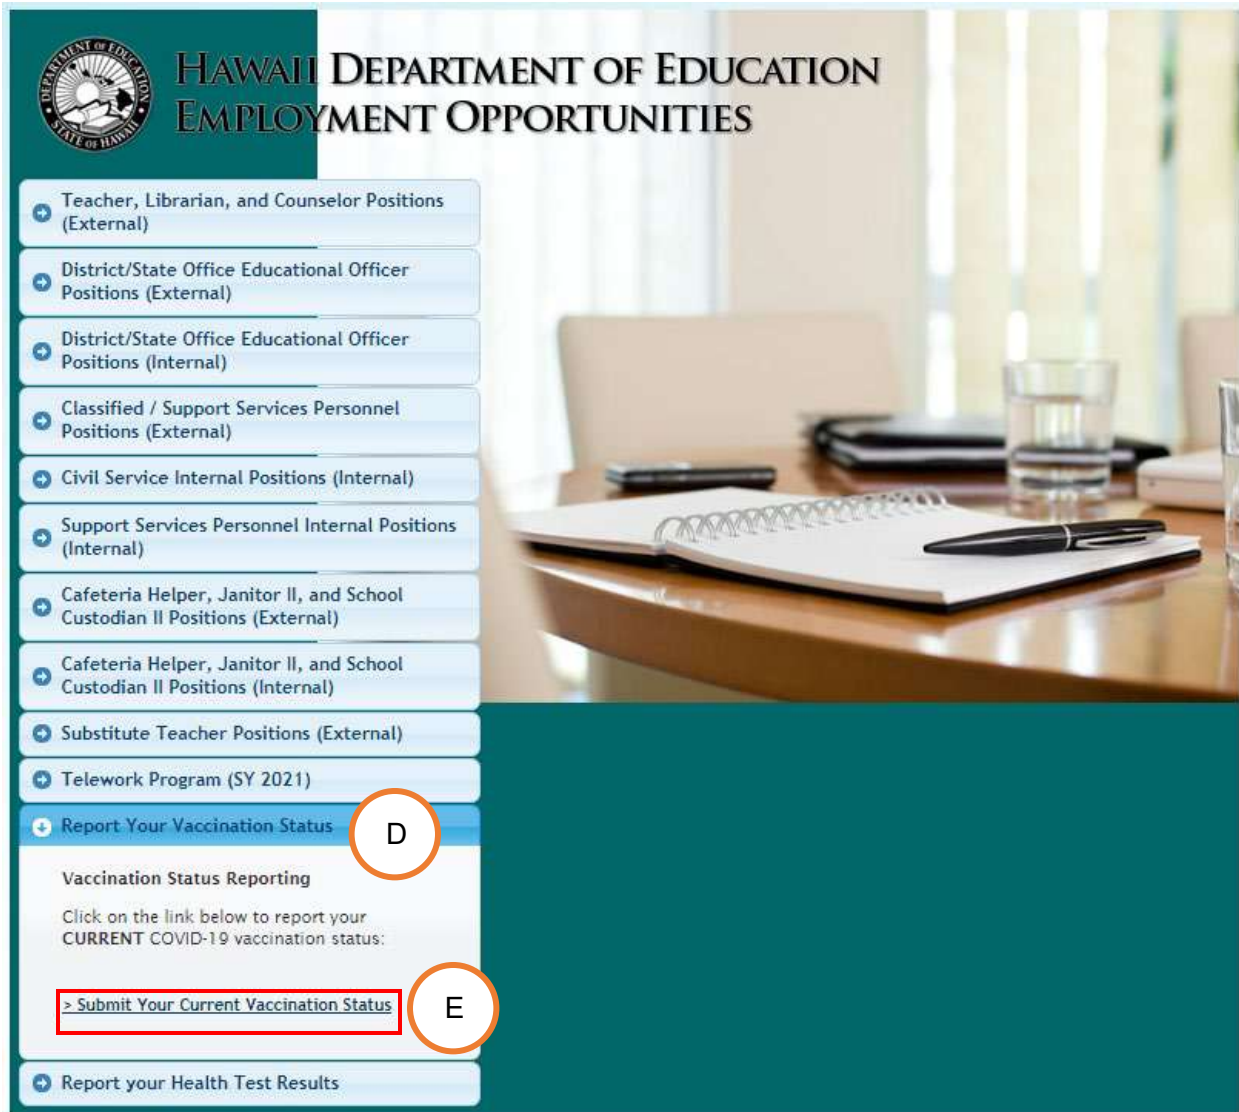 DEPARTMENT OF EDUCATION
STATE OF HAWAII
HAWAII DEPARTMENT OF EDUCATION
EMPLOYMENT OPPORTUNITIES
Teacher, Librarian, and Counselor Positions
(External)
District/State Office Educational Officer
Positions (External)
District/State Office Educational Officer
Positions (Internal)
Classified / Support Services Personnel
Positions (External)
Civil Service Internal Positions (Internal)
Support Services Personnel Internal Positions
(Internal)
Cafeteria Helper, Janitor II, and School
Custodian II Positions (External)
Cafeteria Helper, Janitor II, and School
Custodian II Positions (Internal)
Substitute Teacher Positions (External)
Telework Program (SY 2021)
Report Your Vaccination Status
D
Vaccination Status Reporting
Click on the link below to report your
CURRENT COVID-19 vaccination status:
> Submit Your Current Vaccination Status
E
Report your Health Test Results